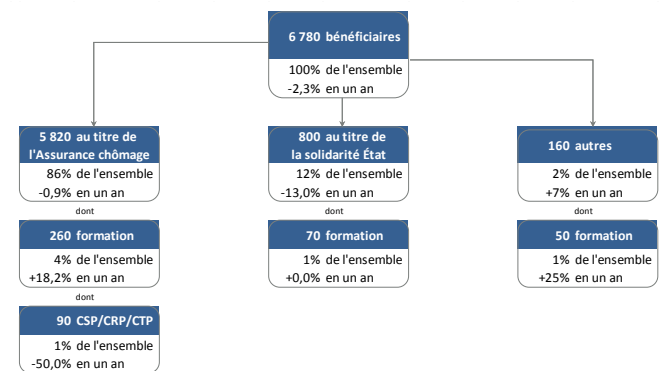 6 780 bénéficiaires
100% de l'ensemble
-2,3% en un an
5 820 au titre de
l'Assurance chômage
86% de l'ensemble
-0,9% en un an
dont
260 formation
4% de l'ensemble
+18,2% en un an
dont
90 CSP/CRP/CTP
1% de l'ensemble
-50,0% en un an
800 au titre de
la solidarité État
12% de l'ensemble
-13,0% en un an
dont
70 formation
1% de l'ensemble
+0,0% en un an
160 autres
2% de l'ensemble
+7% en un an
dont
50 formation
1% de l'ensemble
+25% en un an